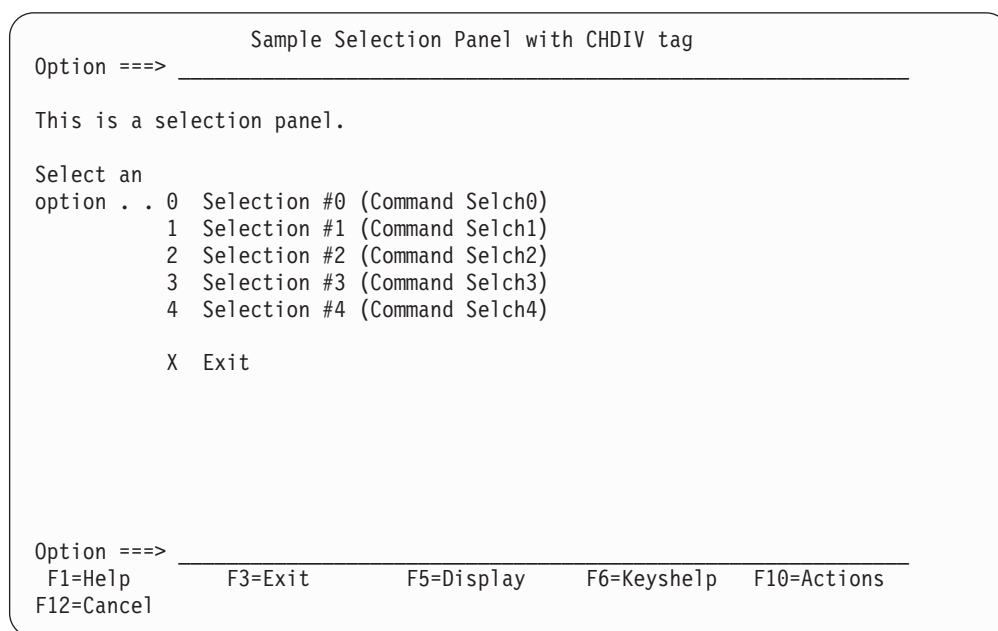 Sample Selection Panel with CHDIV tag
Option ===> _____________________________________________________________
This is a selection panel.
Select an
option . . 0  Selection #0 (Command Selch0)
1  Selection #1 (Command Selch1)
2  Selection #2 (Command Selch2)
3  Selection #3 (Command Selch3)
4  Selection #4 (Command Selch4)
X  Exit
Option ===> _____________________________________________________________
F1=Help        F3=Exit        F5=Display     F6=Keyshelp   F10=Actions
F12=Cancel